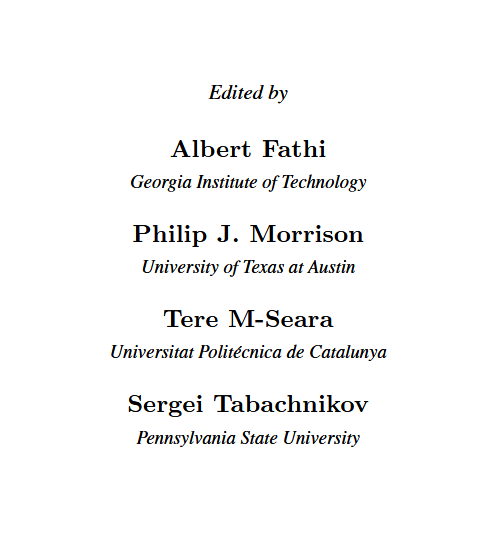 Edited by
Albert Fathi
Georgia Institute of Technology
Philip J. Morrison
University of Texas at Austin
Tere M-Seara
Universitat Politécnica de Catalunya
Sergei Tabachnikov
Pennsylvania State University